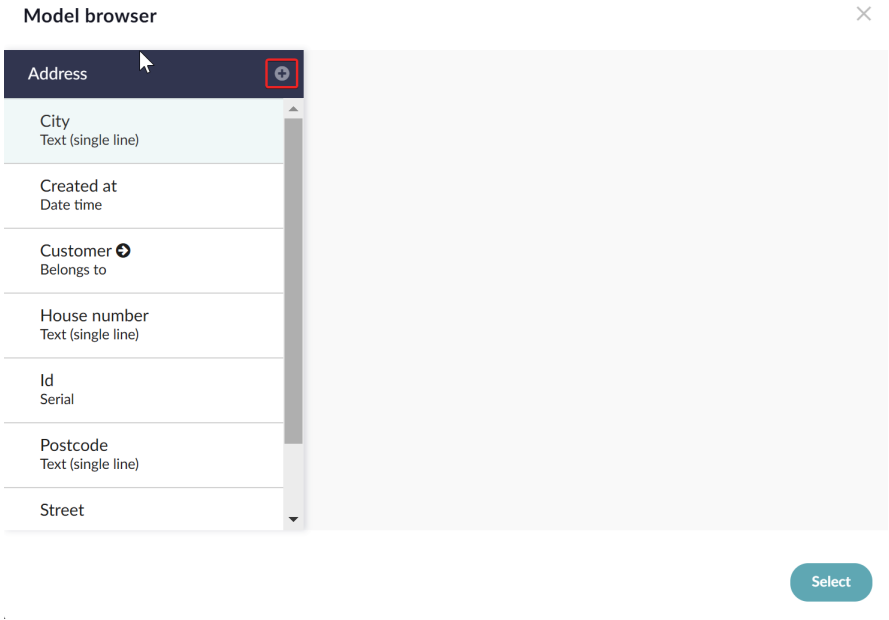 Model browser
Address
City
Text (single line)
Created at
Date time
Customer
Belongs to
House number
Text (single line)
Id
Serial
Postcode
Text (single line)
Street
Select